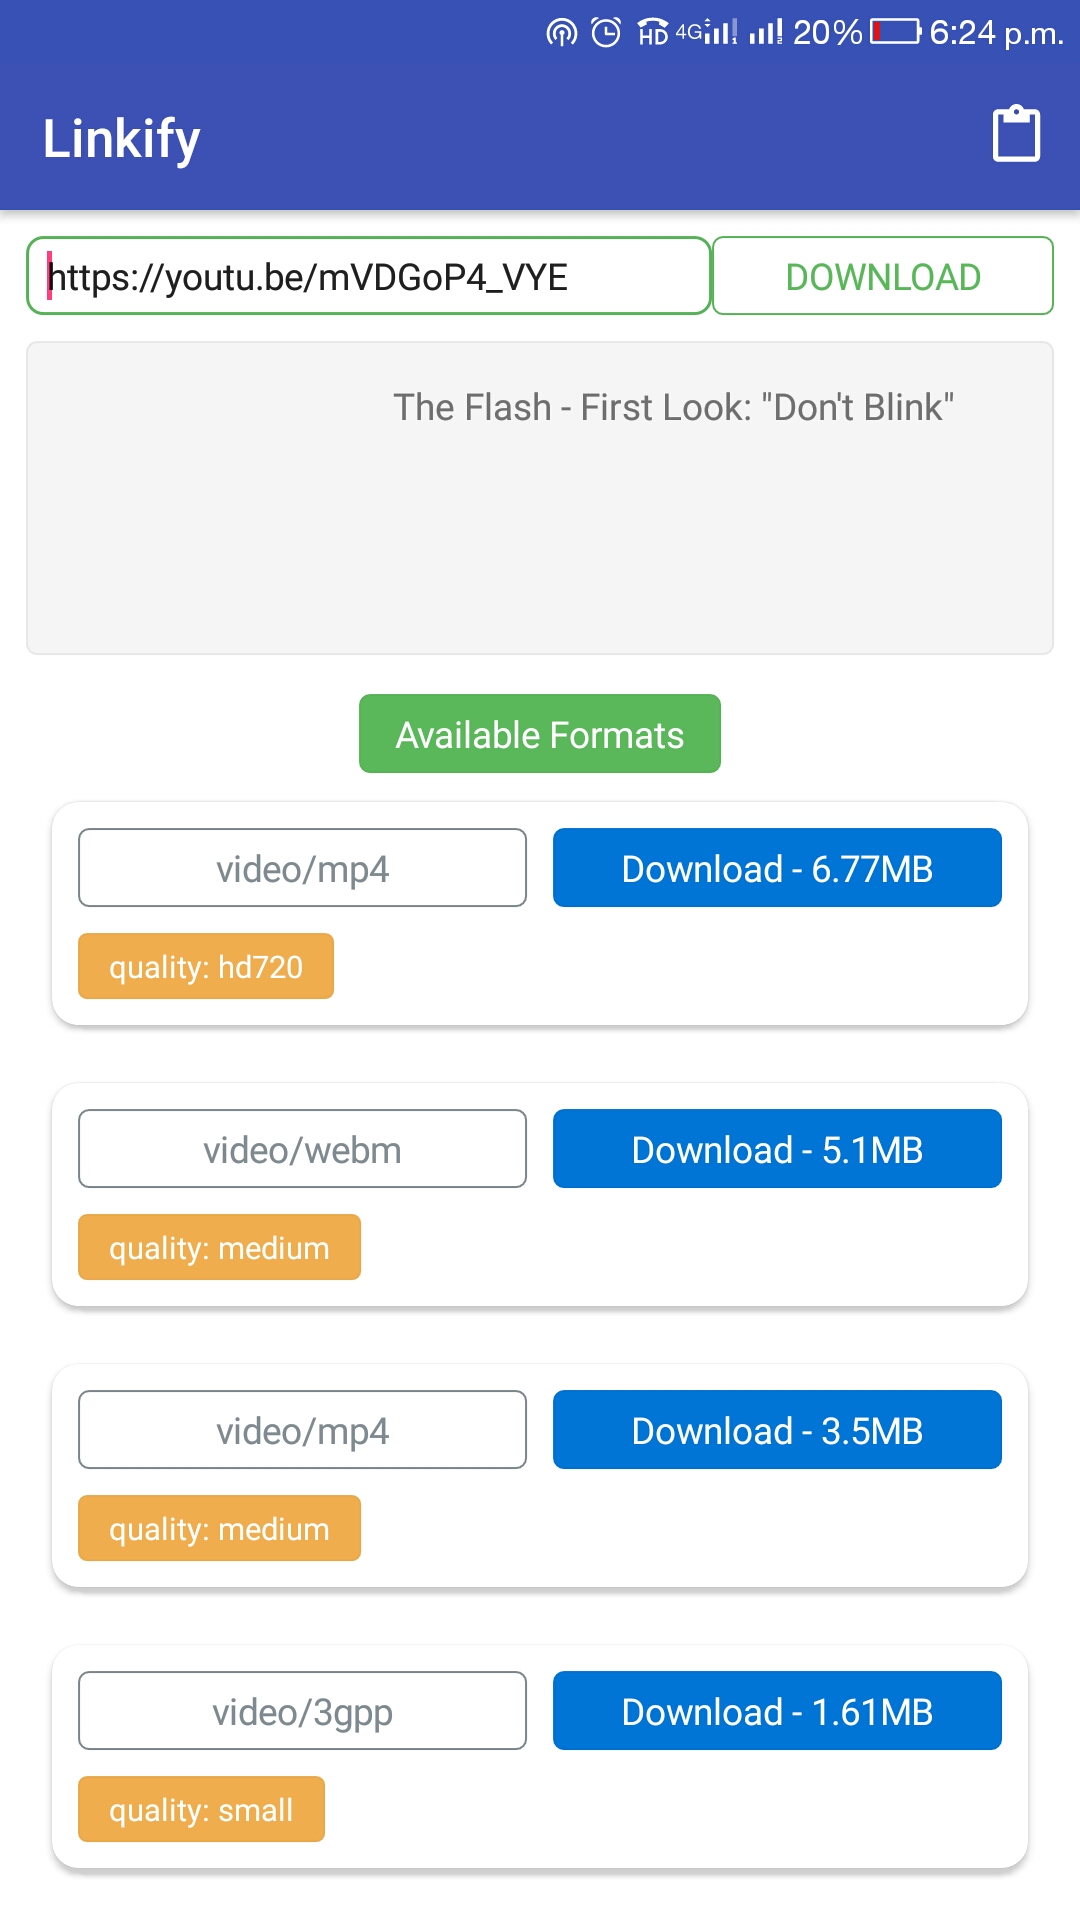 HD 4G 1 2 20% 6:24 p.m.
Linkify
https://youtu.be/mVDGoP4_VYE DOWNLOAD
The Flash - First Look: "Don't Blink"
Available Formats
video/mp4 Download - 6.77MB
quality: hd720
video/webm Download - 5.1MB
quality: medium
video/mp4 Download - 3.5MB
quality: medium
video/3gpp Download - 1.61MB
quality: small